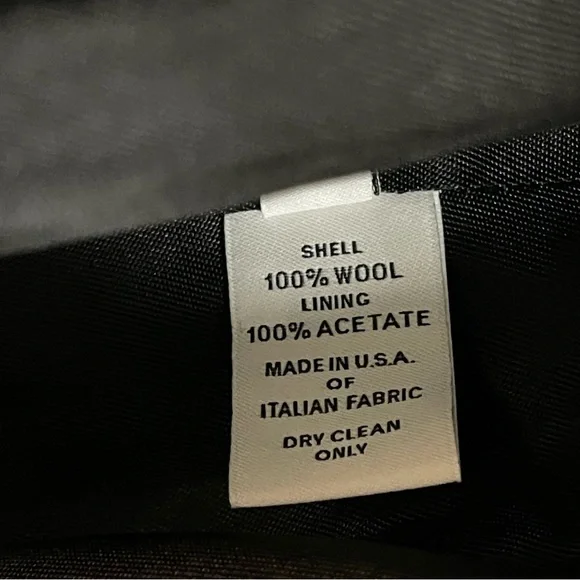 SHELL
100% WOOL
LINING
100% ACETATE
MADE IN U.S.A.
OF
ITALIAN FABRIC
DRY CLEAN
ONLY